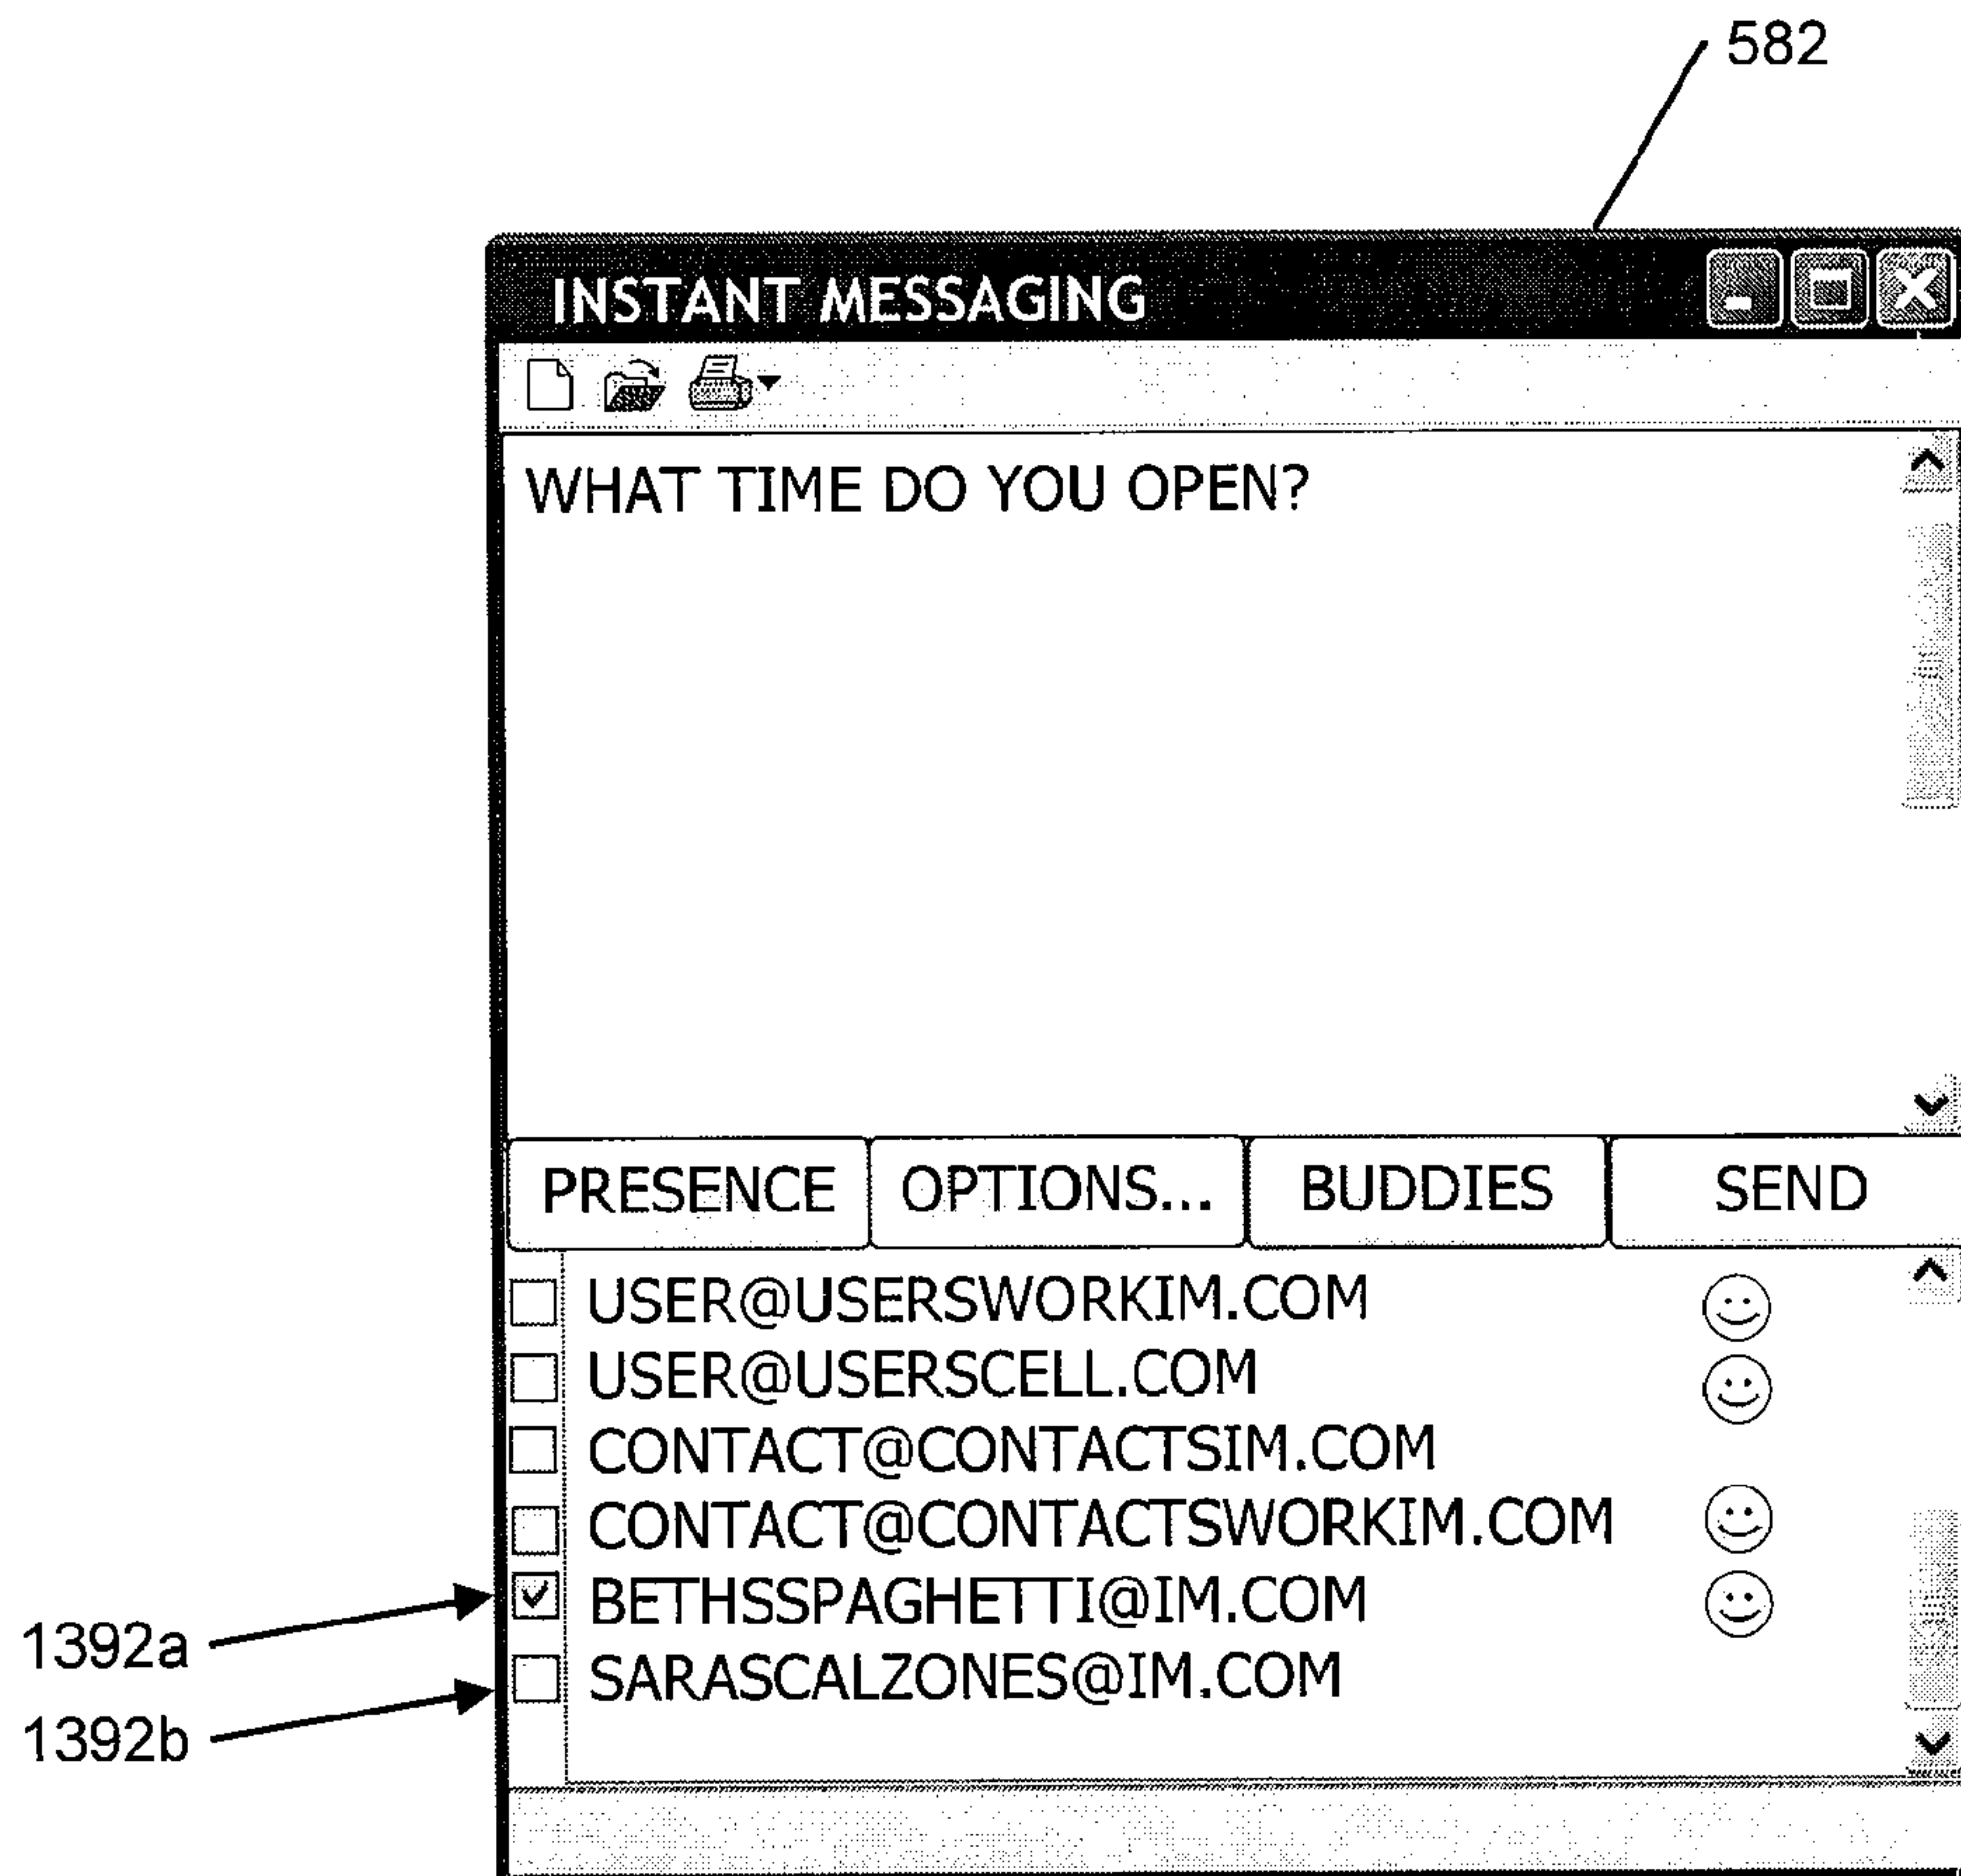 582
INSTANT MESSAGING
WHAT TIME DO YOU OPEN?
PRESENCE OPTIONS... BUDDIES SEND
USER@USERSWORKIM.COM
USER@USERSCELL.COM
CONTACT@CONTACTSIM.COM
CONTACT@CONTACTSWORKIM.COM
1392a BETHSSPAGHETTI@IM.COM
1392b SARASCALZONES@IM.COM